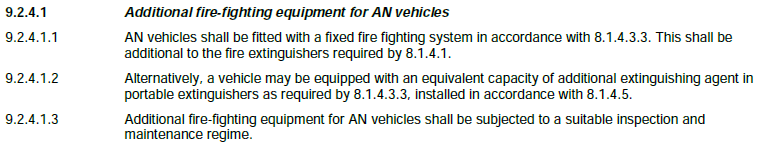 9.2.4.1 Additional fire-fighting equipment for AN vehicles
9.2.4.1.1 AN vehicles shall be fitted with a fixed fire fighting system in accordance with 8.1.4.3.3. This shall be
additional to the fire extinguishers required by 8.1.4.1.
9.2.4.1.2 Alternatively, a vehicle may be equipped with an equivalent capacity of additional extinguishing agent in
portable extinguishers as required by 8.1.4.3.3, installed in accordance with 8.1.4.5.
9.2.4.1.3 Additional fire-fighting equipment for AN vehicles shall be subjected to a suitable inspection and
maintenance regime.